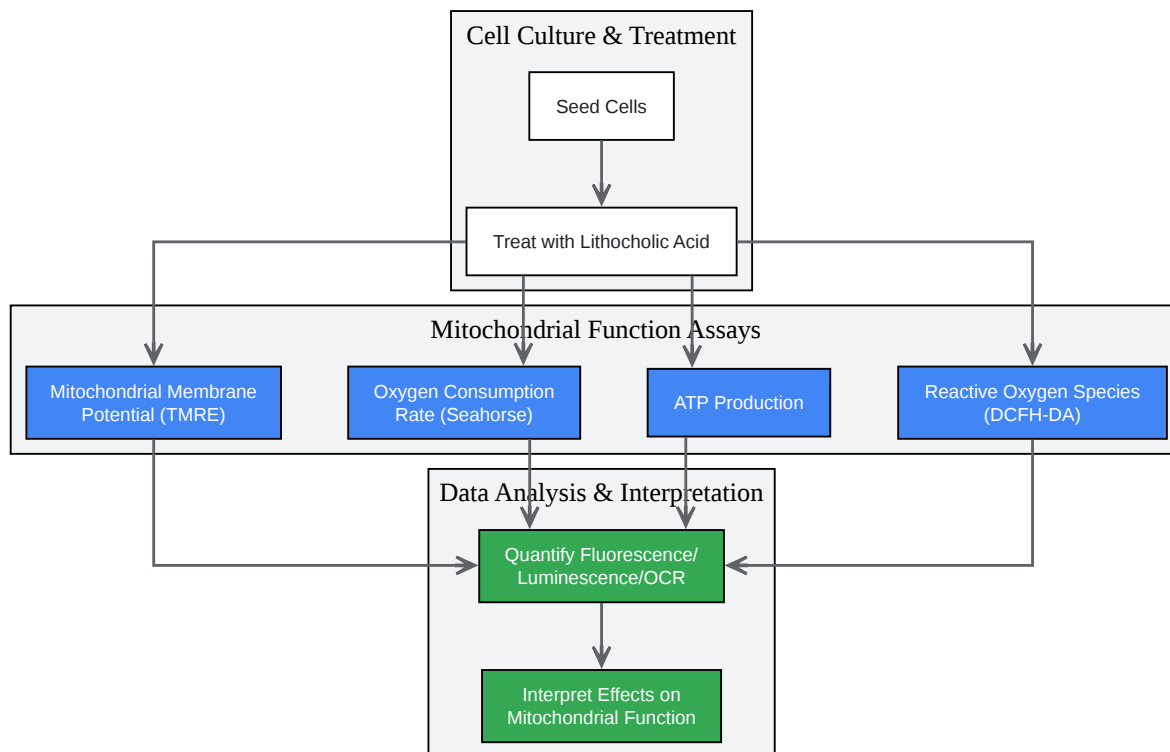 Cell Culture & Treatment
Seed Cells
Treat with Lithocholic Acid
Mitochondrial Function Assays
Mitochondrial Membrane
Potential (TMRE)
Oxygen Consumption
Rate (Seahorse)
ATP Production
Reactive Oxygen Species
(DCFH-DA)
Data Analysis & Interpretation
Quantify Fluorescence/
Luminescence/OCR
Interpret Effects on
Mitochondrial Function